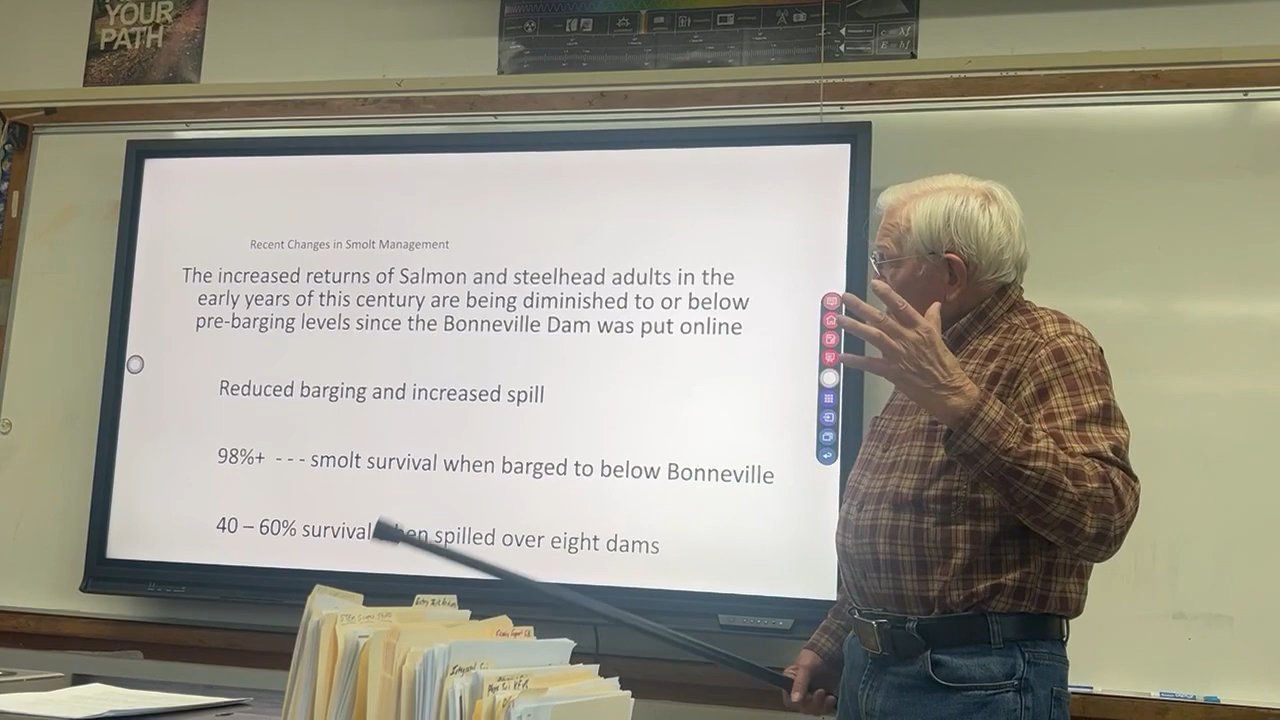 YOUR
PATH
c = λf
E = hf
Recent Changes in Smolt Management
The increased returns of Salmon and steelhead adults in the
early years of this century are being diminished to or below
pre-barging levels since the Bonneville Dam was put online
Reduced barging and increased spill
98%+ - - - smolt survival when barged to below Bonneville
40 – 60% survival when spilled over eight dams